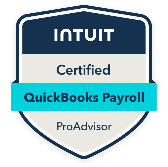 INTUIT
Certified
QuickBooks Payroll
ProAdvisor